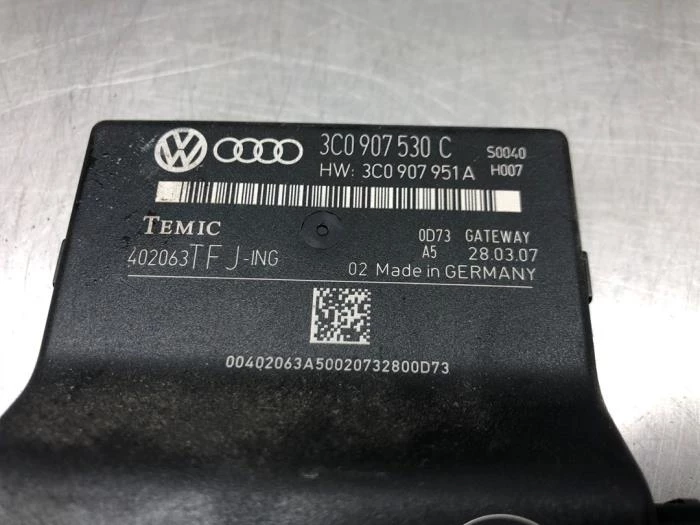 3C0 907 530 C S0040
HW: 3C0 907 951 A H007
TEMIC 0D73 GATEWAY
402063TFJ-ING A5 28.03.07
02 Made in GERMANY
00402063A50020732800D73